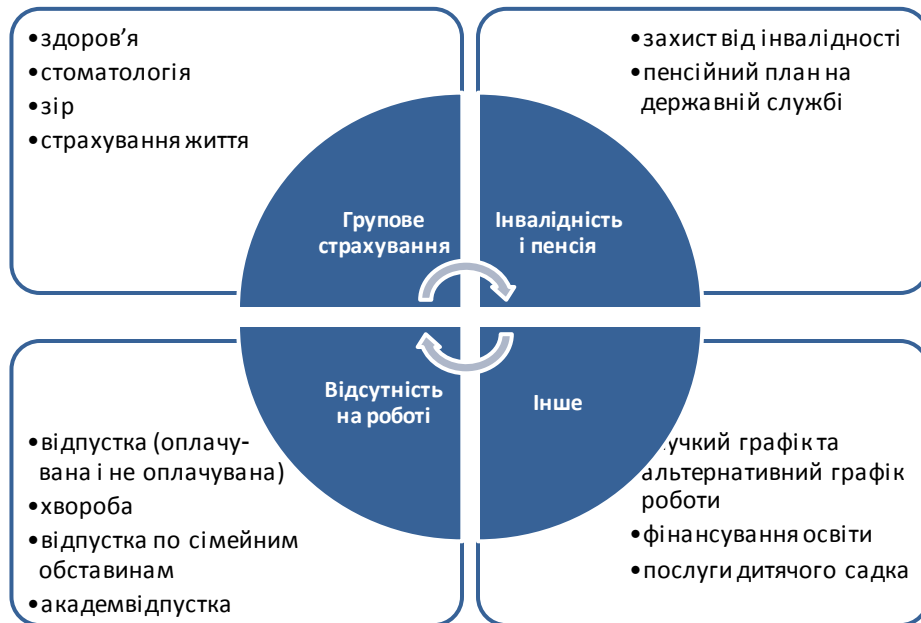 •здоров’я
•стоматологія
•зір
•страхування життя
•захист від інвалідності
•пенсійний план на
державній службі
Групове
страхування
Інвалідність
і пенсія
Відсутність
на роботі
Інше
•відпустка (оплачу-
вана і не оплачувана)
•хвороба
•відпустка по сімейним
обставинам
•академвідпустка
графік та
альтернативний графік
роботи
•фінансування освіти
•послуги дитячого садка